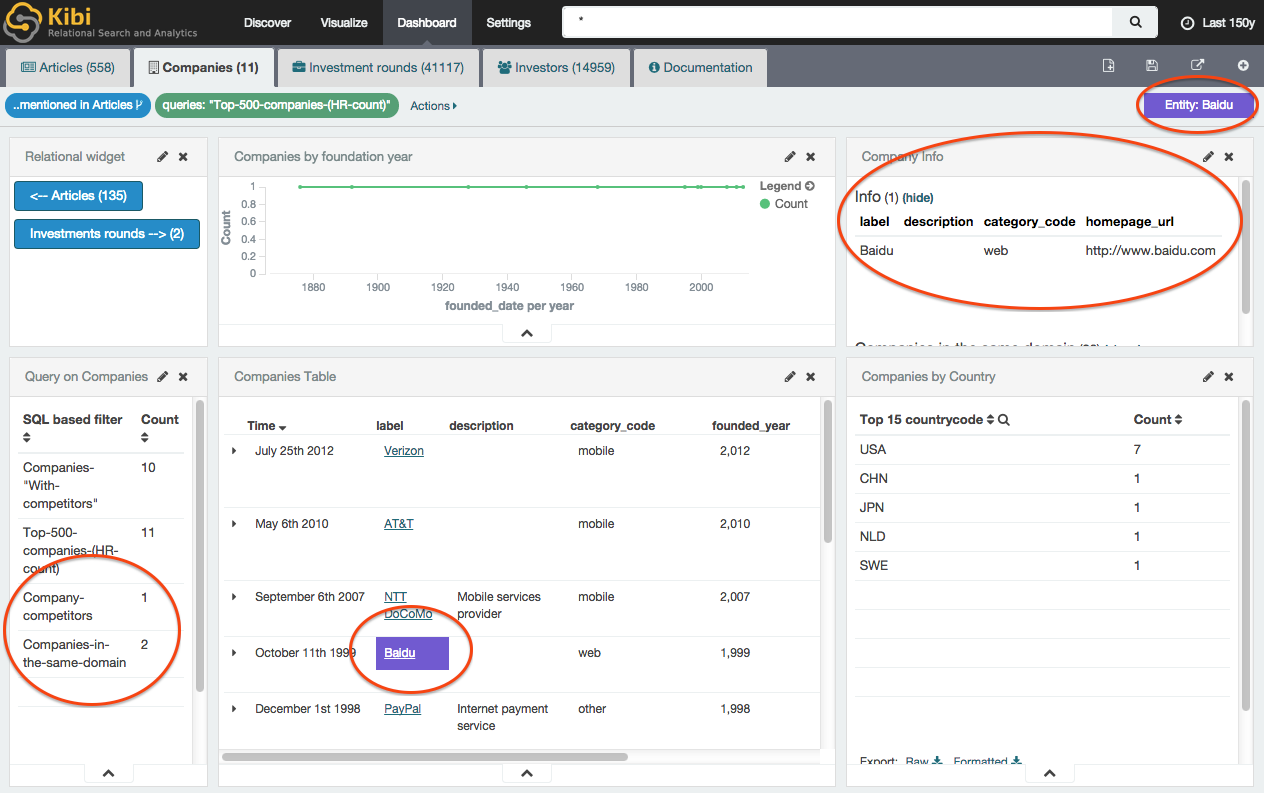 Kibi
Relational Search and Analytics
Discover Visualize Dashboard Settings * Last 150y
Articles (558) Companies (11) Investment rounds (41117) Investors (14959) Documentation
..mentioned in Articles queries: "Top-500-companies-(HR-count)" Actions Entity: Baidu
Relational widget
<-- Articles (135)
Investments rounds --> (2)
Companies by foundation year
Legend
Count
1
0.8
0.6
0.4
0.2
0
Count
1880 1900 1920 1940 1960 1980 2000
founded_date per year
Company Info
Info (1) (hide)
label description category_code homepage_url
Baidu web http://www.baidu.com
Companies in the same domain
Query on Companies
SQL based filter Count
Companies- 10
"With-
competitors"
Top-500- 11
companies-(HR-
count)
Company- 1
competitors
Companies-in- 2
the-same-domain
Companies Table
Time label description category_code founded_year
July 25th 2012 Verizon mobile 2,012
May 6th 2010 AT&T mobile 2,010
September 6th 2007 NTT Mobile services mobile 2,007
DoCoMo provider
October 11th 1999 Baidu web 1,999
December 1st 1998 PayPal Internet payment other 1,998
service
Companies by Country
Top 15 countrycode Count
USA 7
CHN 1
JPN 1
NLD 1
SWE 1
Export: Raw Formatted